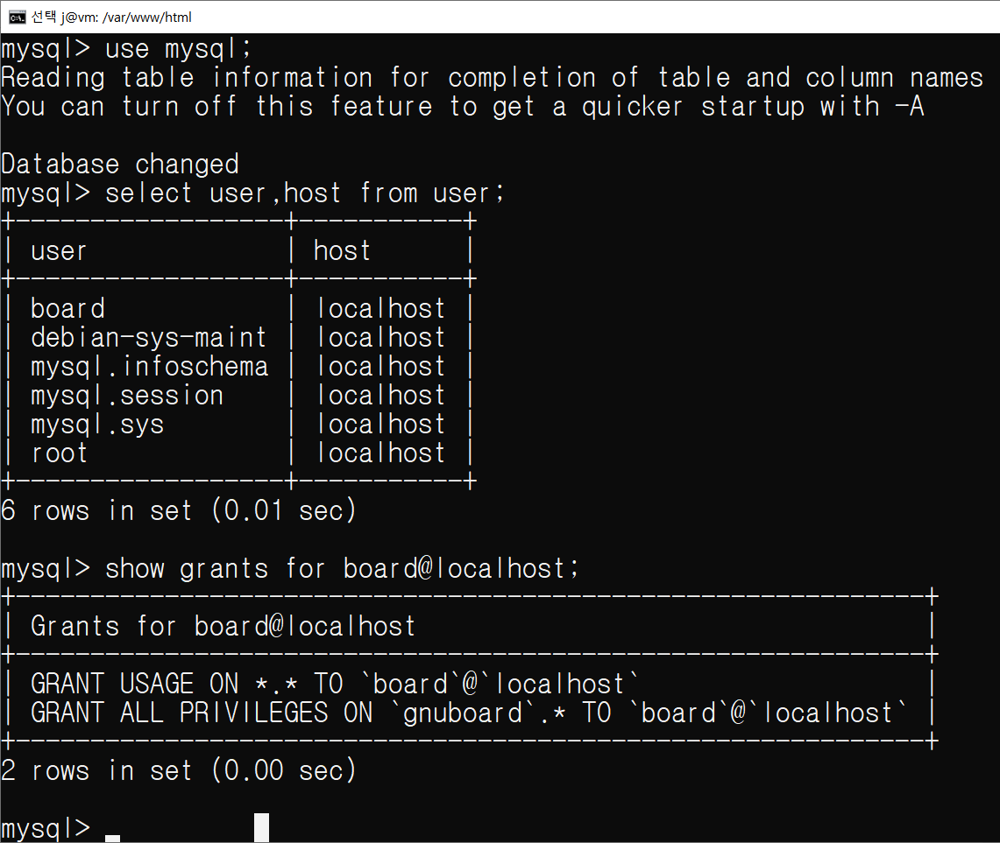 선택 j@vm: /var/www/html
mysql> use mysql;
Reading table information for completion of table and column names
You can turn off this feature to get a quicker startup with -A
Database changed
mysql> select user,host from user;
+------------------+-----------+
| user             | host      |
+------------------+-----------+
| board            | localhost |
| debian-sys-maint | localhost |
| mysql.infoschema | localhost |
| mysql.session    | localhost |
| mysql.sys        | localhost |
| root             | localhost |
+------------------+-----------+
6 rows in set (0.01 sec)
mysql> show grants for board@localhost;
+-------------------------------------------------------------+
| Grants for board@localhost                                  |
+-------------------------------------------------------------+
| GRANT USAGE ON *.* TO `board`@`localhost`                   |
| GRANT ALL PRIVILEGES ON `gnuboard`.* TO `board`@`localhost` |
+-------------------------------------------------------------+
2 rows in set (0.00 sec)
mysql>